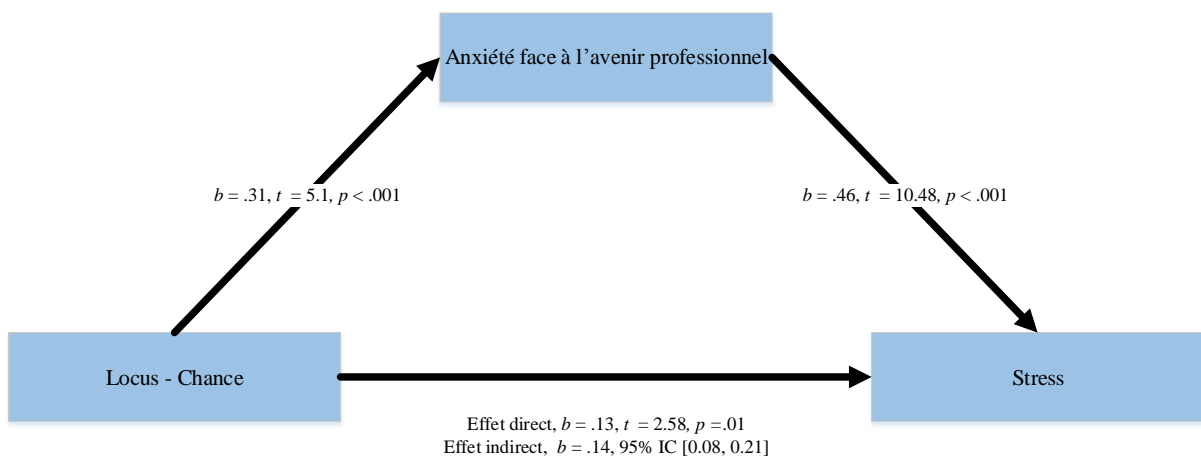 Anxiété face à l’avenir professionnel
b = .31, t = 5.1, p < .001
b = .46, t = 10.48, p < .001
Locus - Chance
Stress
Effet direct, b = .13, t = 2.58, p =.01
Effet indirect, b = .14, 95% IC [0.08, 0.21]